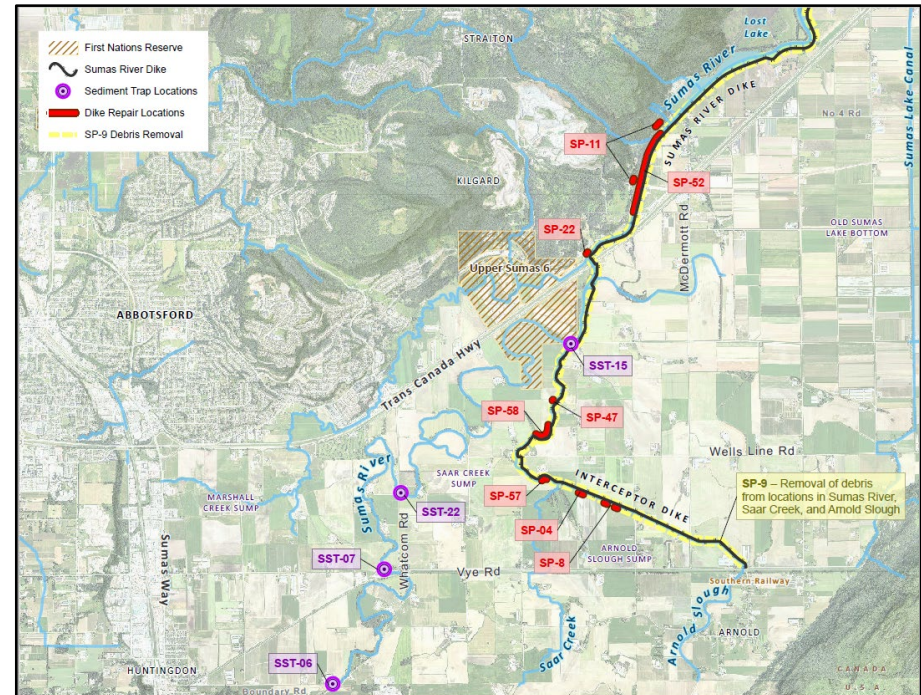 First Nations Reserve
Sumas River Dike
Sediment Trap Locations
Dike Repair Locations
SP-9 Debris Removal
STRAITON
Lost
Lake
Sumas River
SUMAS RIVER DIKE
No 4 Rd
Sumas Lake-Canal
SP-11
SP-52
KILGARD
SP-22
McDermott Rd
OLD SUMAS
LAKE BOTTOM
Upper Sumas 6
ABBOTSFORD
Trans Canada Hwy
SST-15
SP-47
SP-58
Wells Line Rd
Sumas River
SAAR CREEK
SUMP
SP-57
INTERCEPTOR DIKE
SP-9 – Removal of debris
from locations in Sumas River,
Saar Creek, and Arnold Slough
MARSHALL
CREEK SUMP
SST-22
SP-04
Whatcom Rd
SP-8
ARNOLD
SLOUGH SUMP
Sumas Way
SST-07
Vye Rd
Southern Railway
Saar Creek
Arnold Slough
ARNOLD
HUNTINGDON
SST-06
Boundary Rd
CANADA
U.S.A